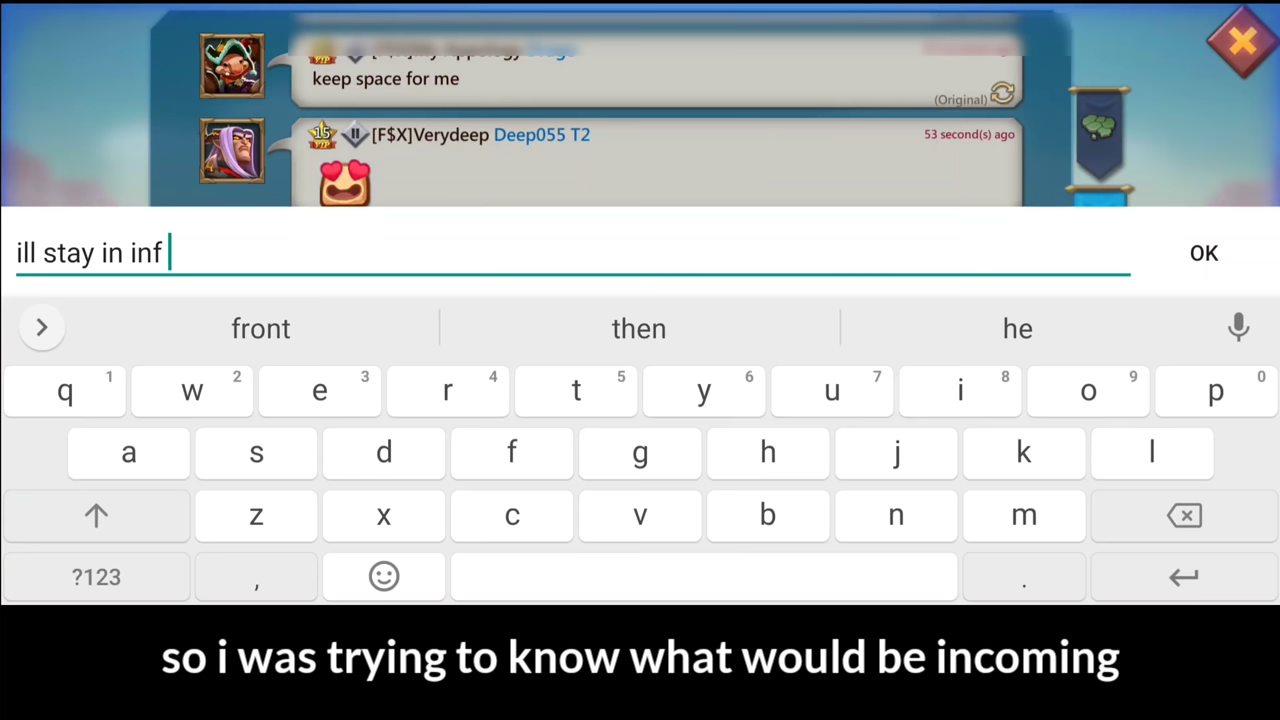 keep space for me
(Original)
15 VIP II [F$X]Verydeep Deep055 T2 53 second(s) ago
ill stay in inf
OK
front then he
q 1 w 2 e 3 r 4 t 5 y 6 u 7 i 8 o 9 p 0
a s d f g h j k l
z x c v b n m
?123 , .
so i was trying to know what would be incoming